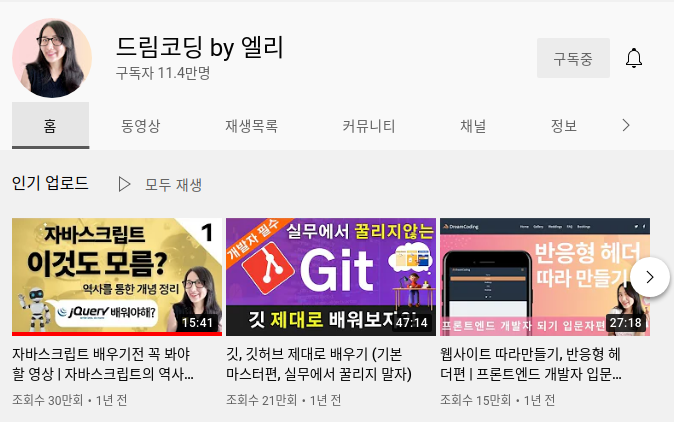 드림코딩 by 엘리
구독자 11.4만명
구독중
홈 동영상 재생목록 커뮤니티 채널 정보
인기 업로드 모두 재생
자바스크립트 1
이것도 모름?
역사를 통한 개념 정리
jQuery 배워야해?
15:41
개발자 필수
실무에서 꿀리지않는
Git
깃 제대로 배워보자
47:14
DreamCoding
반응형 헤더
따라 만들기
프론트엔드 개발자 되기 입문자편
27:18
자바스크립트 배우기전 꼭 봐야
할 영상 | 자바스크립트의 역사...
조회수 30만회 • 1년 전
깃, 깃허브 제대로 배우기 (기본
마스터편, 실무에서 꿀리지 말자)
조회수 21만회 • 1년 전
웹사이트 따라만들기, 반응형 헤
더편 | 프론트엔드 개발자 입문...
조회수 15만회 • 1년 전